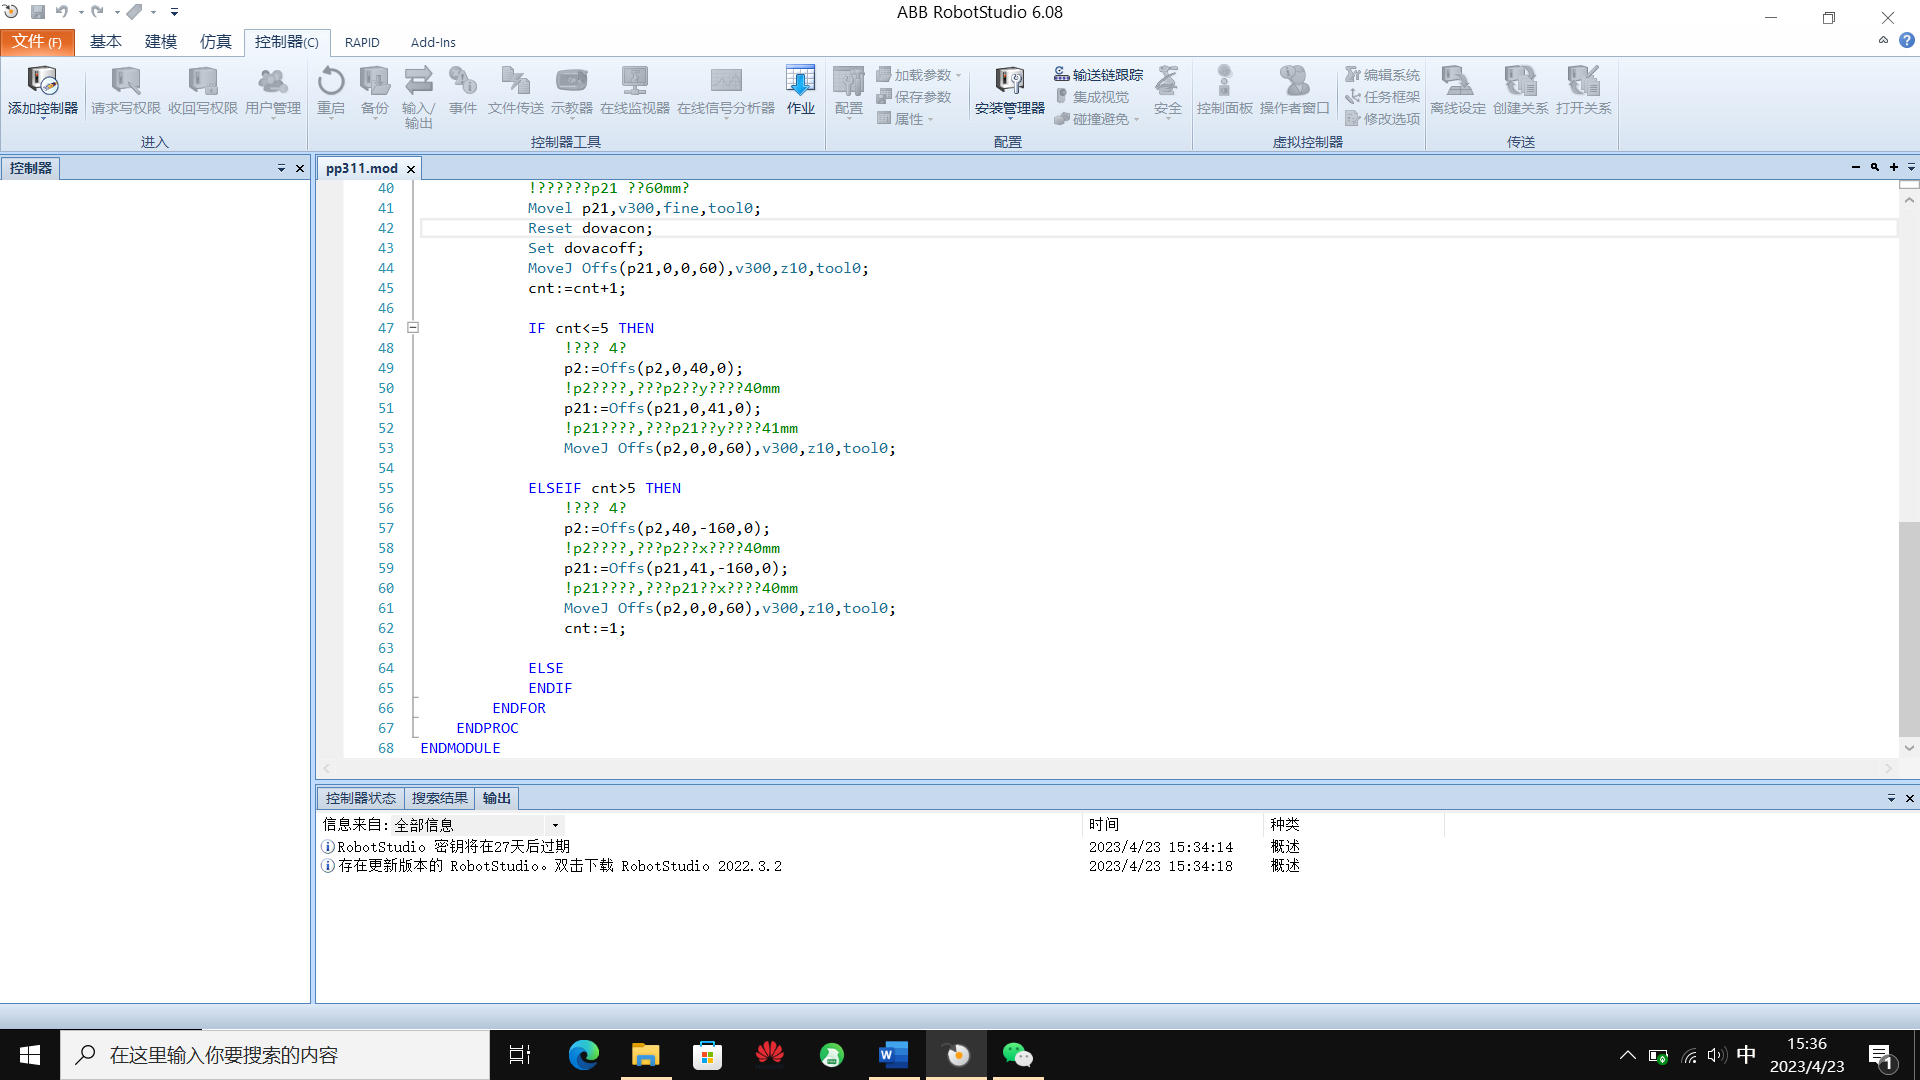 ABB RobotStudio 6.08
文件(F) 基本 建模 仿真 控制器(C) RAPID Add-Ins
添加控制器 请求写权限 收回写权限 用户管理
进入
重启 备份 输入/输出 事件 文件传送 示教器 在线监视器 在线信号分析器 作业
控制器工具
配置 加载参数 保存参数 属性 安装管理器 输送链跟踪 集成视觉 碰撞避免 安全
配置
控制面板 操作者窗口 编辑系统 任务框架 修改选项
虚拟控制器
离线设定 创建关系 打开关系
传送
控制器
pp311.mod
40 !??????p21 ??60mm?
41 Movel p21,v300,fine,tool0;
42 Reset dovacon;
43 Set dovacoff;
44 MoveJ Offs(p21,0,0,60),v300,z10,tool0;
45 cnt:=cnt+1;
46
47 IF cnt<=5 THEN
48 !??? 4?
49 p2:=Offs(p2,0,40,0);
50 !p2????,???p2??y????40mm
51 p21:=Offs(p21,0,41,0);
52 !p21????,???p21??y????41mm
53 MoveJ Offs(p2,0,0,60),v300,z10,tool0;
54
55 ELSEIF cnt>5 THEN
56 !??? 4?
57 p2:=Offs(p2,40,-160,0);
58 !p2????,???p2??x????40mm
59 p21:=Offs(p21,41,-160,0);
60 !p21????,???p21??x????40mm
61 MoveJ Offs(p2,0,0,60),v300,z10,tool0;
62 cnt:=1;
63
64 ELSE
65 ENDIF
66 ENDFOR
67 ENDPROC
68 ENDMODULE
控制器状态 搜索结果 输出
信息来自: 全部信息 时间 种类
RobotStudio 密钥将在27天后过期 2023/4/23 15:34:14 概述
存在更新版本的 RobotStudio。双击下载 RobotStudio 2022.3.2 2023/4/23 15:34:18 概述
在这里输入你要搜索的内容
中
15:36
2023/4/23
1